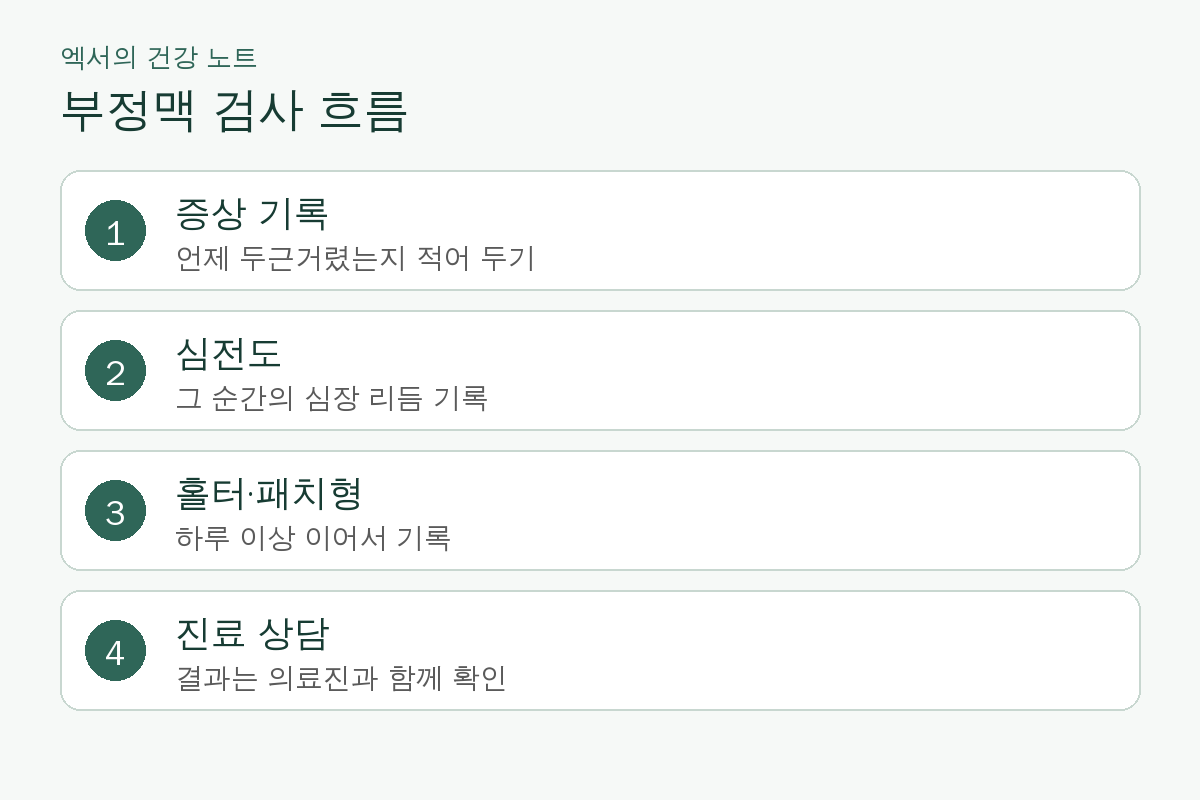 엑서의 건강 노트
부정맥 검사 흐름
1
증상 기록
언제 두근거렸는지 적어 두기
2
심전도
그 순간의 심장 리듬 기록
3
홀터·패치형
하루 이상 이어서 기록
4
진료 상담
결과는 의료진과 함께 확인